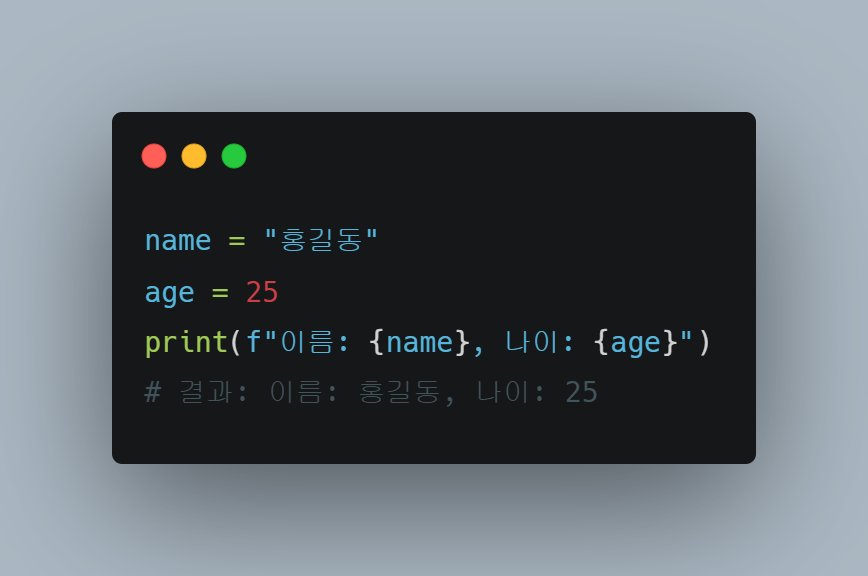 name = "홍길동"
age = 25
print(f"이름: {name}, 나이: {age}")
# 결과: 이름: 홍길동, 나이: 25